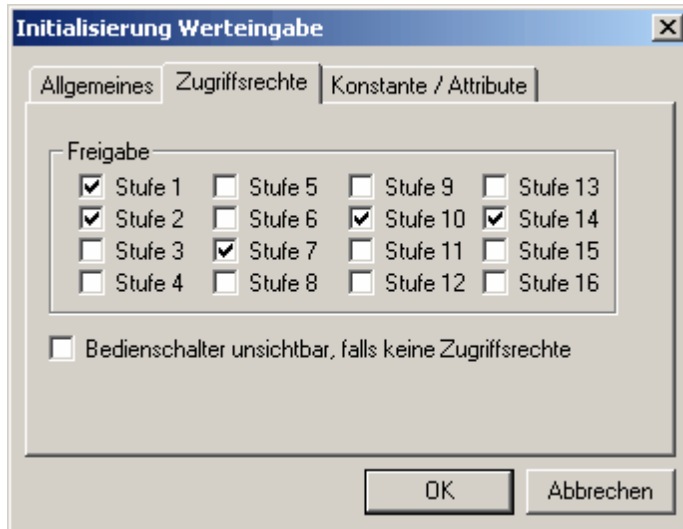 Initialisierung Werteingabe
Allgemeines Zugriffsrechte Konstante / Attribute
Freigabe
Stufe 1 Stufe 5 Stufe 9 Stufe 13
Stufe 2 Stufe 6 Stufe 10 Stufe 14
Stufe 3 Stufe 7 Stufe 11 Stufe 15
Stufe 4 Stufe 8 Stufe 12 Stufe 16
Bedienschalter unsichtbar, falls keine Zugriffsrechte
OK Abbrechen